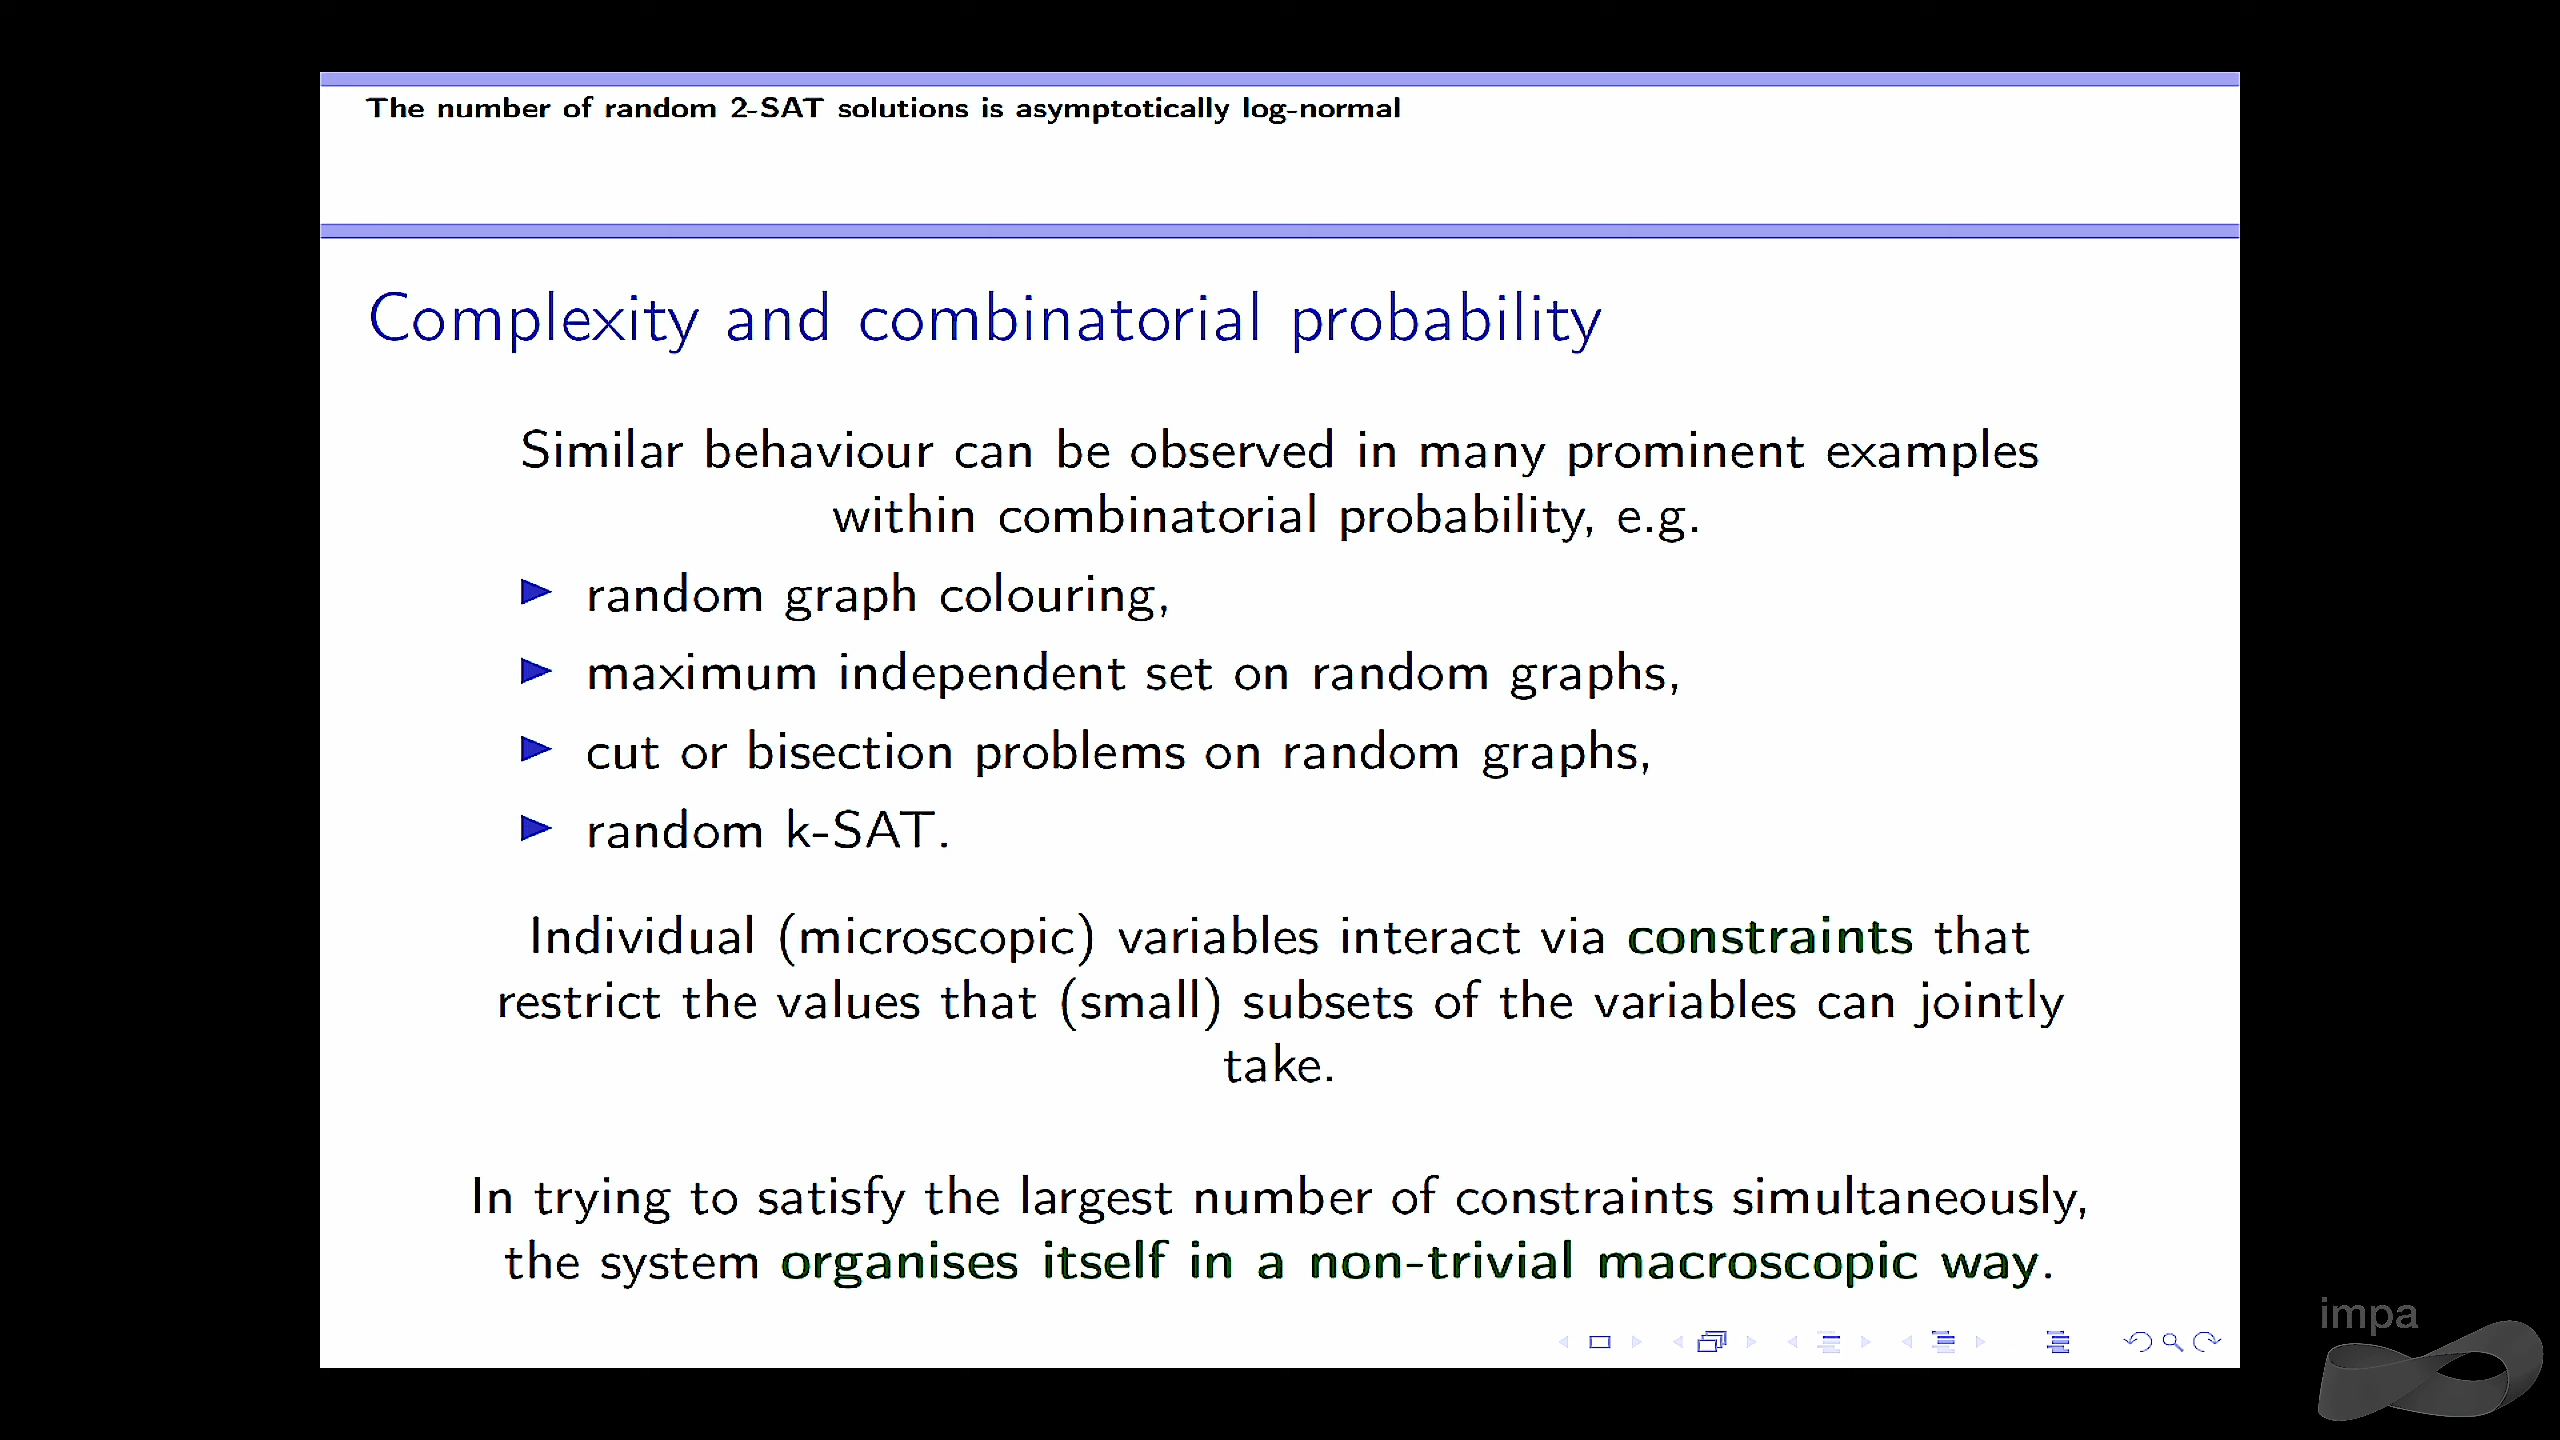 The number of random 2-SAT solutions is asymptotically log-normal
Complexity and combinatorial probability
Similar behaviour can be observed in many prominent examples
within combinatorial probability, e.g.
random graph colouring,
maximum independent set on random graphs,
cut or bisection problems on random graphs,
random k-SAT.
Individual (microscopic) variables interact via constraints that
restrict the values that (small) subsets of the variables can jointly
take.
In trying to satisfy the largest number of constraints simultaneously,
the system organises itself in a non-trivial macroscopic way.
impa